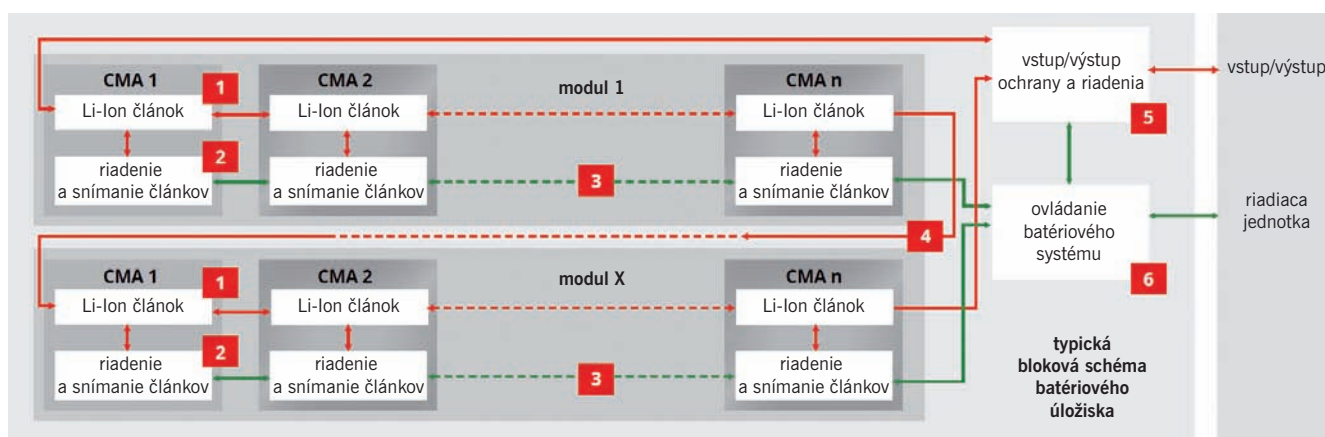 CMA 1
CMA 2
modul 1
CMA n
1
Li-Ion článok
Li-Ion článok
Li-Ion článok
2
riadenie
a snímanie článkov
riadenie
a snímanie článkov
3
riadenie
a snímanie článkov
4
CMA 1
CMA 2
modul X
CMA n
1
Li-Ion článok
Li-Ion článok
Li-Ion článok
2
riadenie
a snímanie článkov
riadenie
a snímanie článkov
3
riadenie
a snímanie článkov
vstup/výstup
ochrany a riadenia
5
vstup/výstup
ovládanie
batériového
systému
6
riadiaca
jednotka
typická
bloková schéma
batériového
úložiska